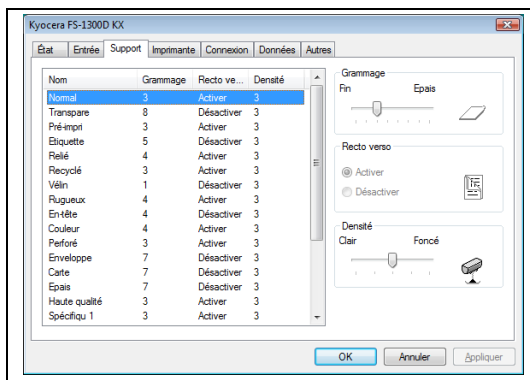 Kyocera FS-1300D KX
État Entrée Support Imprimante Connexion Données Autres
Nom Grammage Recto ve... Densité
Normal 3 Activer 3
Transpare 8 Désactiver 3
Pré-impri 3 Activer 3
Etiquette 5 Désactiver 3
Relié 4 Activer 3
Recyclé 3 Activer 3
Vélin 1 Désactiver 3
Rugueux 4 Activer 3
En-tête 4 Désactiver 3
Couleur 4 Activer 3
Perforé 3 Activer 3
Enveloppe 7 Désactiver 3
Carte 7 Désactiver 3
Epais 7 Désactiver 3
Haute qualité 3 Activer 3
Spécifiqu 1 3 Activer 3
Grammage
Fin Epais
Recto verso
Activer
Désactiver
Densité
Clair Foncé
OK Annuler Appliquer